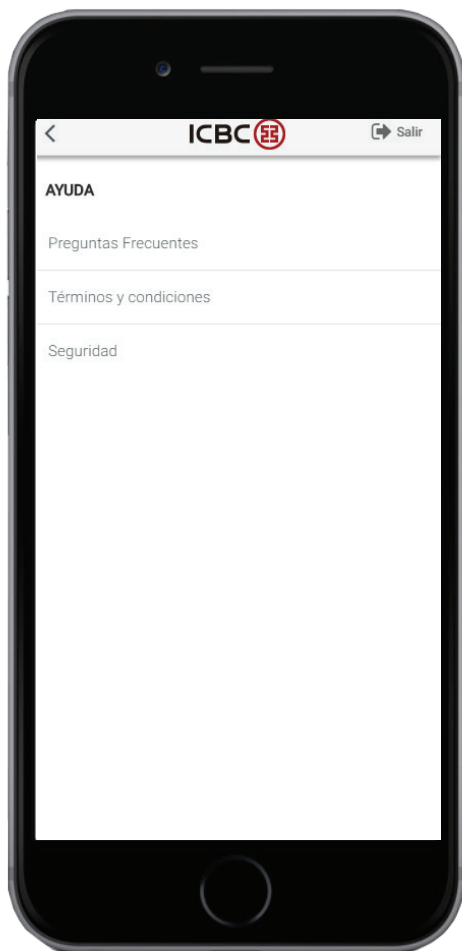 ICBC
Salir
AYUDA
Preguntas Frecuentes
Términos y condiciones
Seguridad